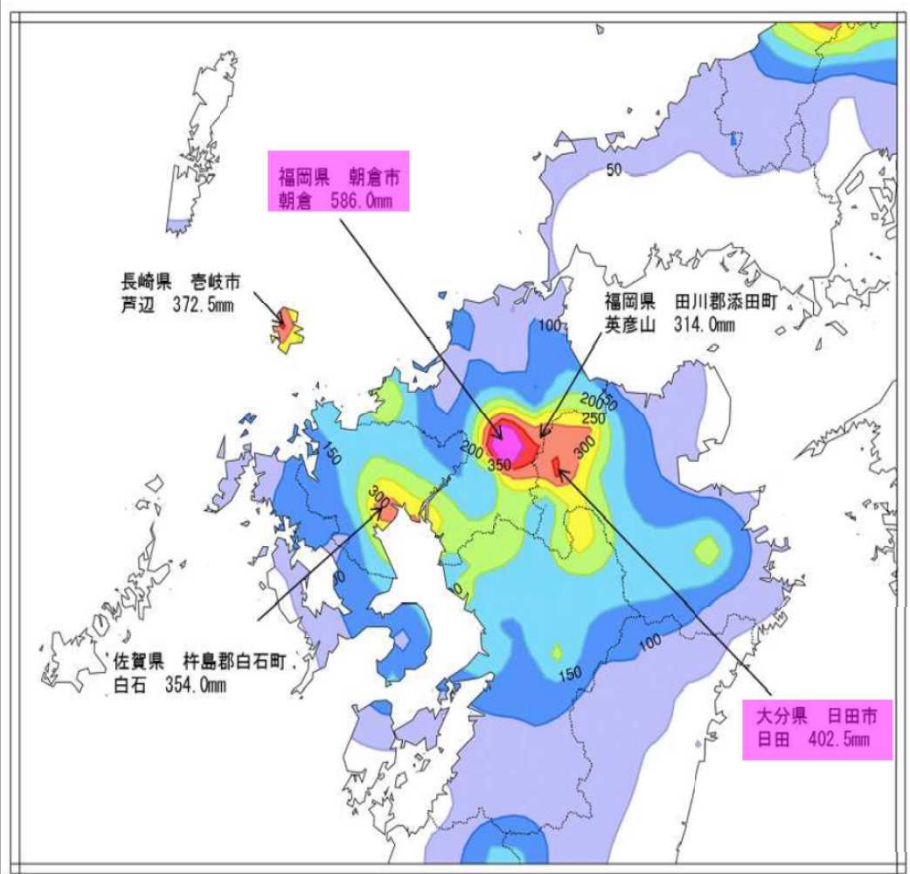 50
福岡県 朝倉市
朝倉 586.0mm
長崎県 壱岐市
芦辺 372.5mm
福岡県 田川郡添田町
英彦山 314.0mm
100
150
200
250
300
200
350
150
300
佐賀県 杵島郡白石町
白石 354.0mm
100
150
大分県 日田市
日田 402.5mm